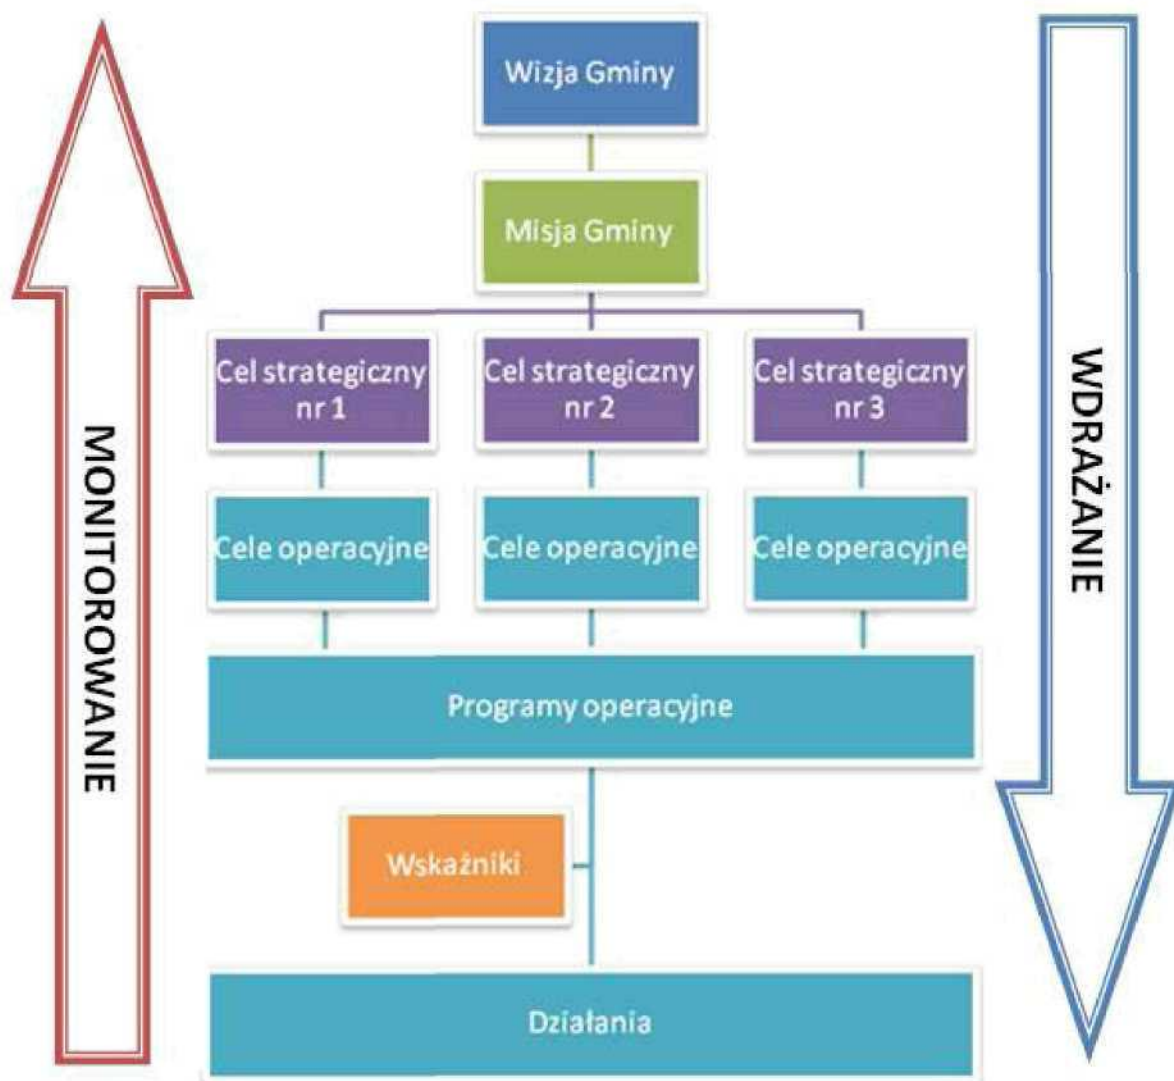 Wizja Gminy
Misja Gminy
Cel strategiczny
nr 1
Cel strategiczny
nr 2
Cel strategiczny
nr 3
Cele operacyjne
Cele operacyjne
Cele operacyjne
Programy operacyjne
Wskaźniki
Działania
MONITOROWANIE
WDRAŻANIE